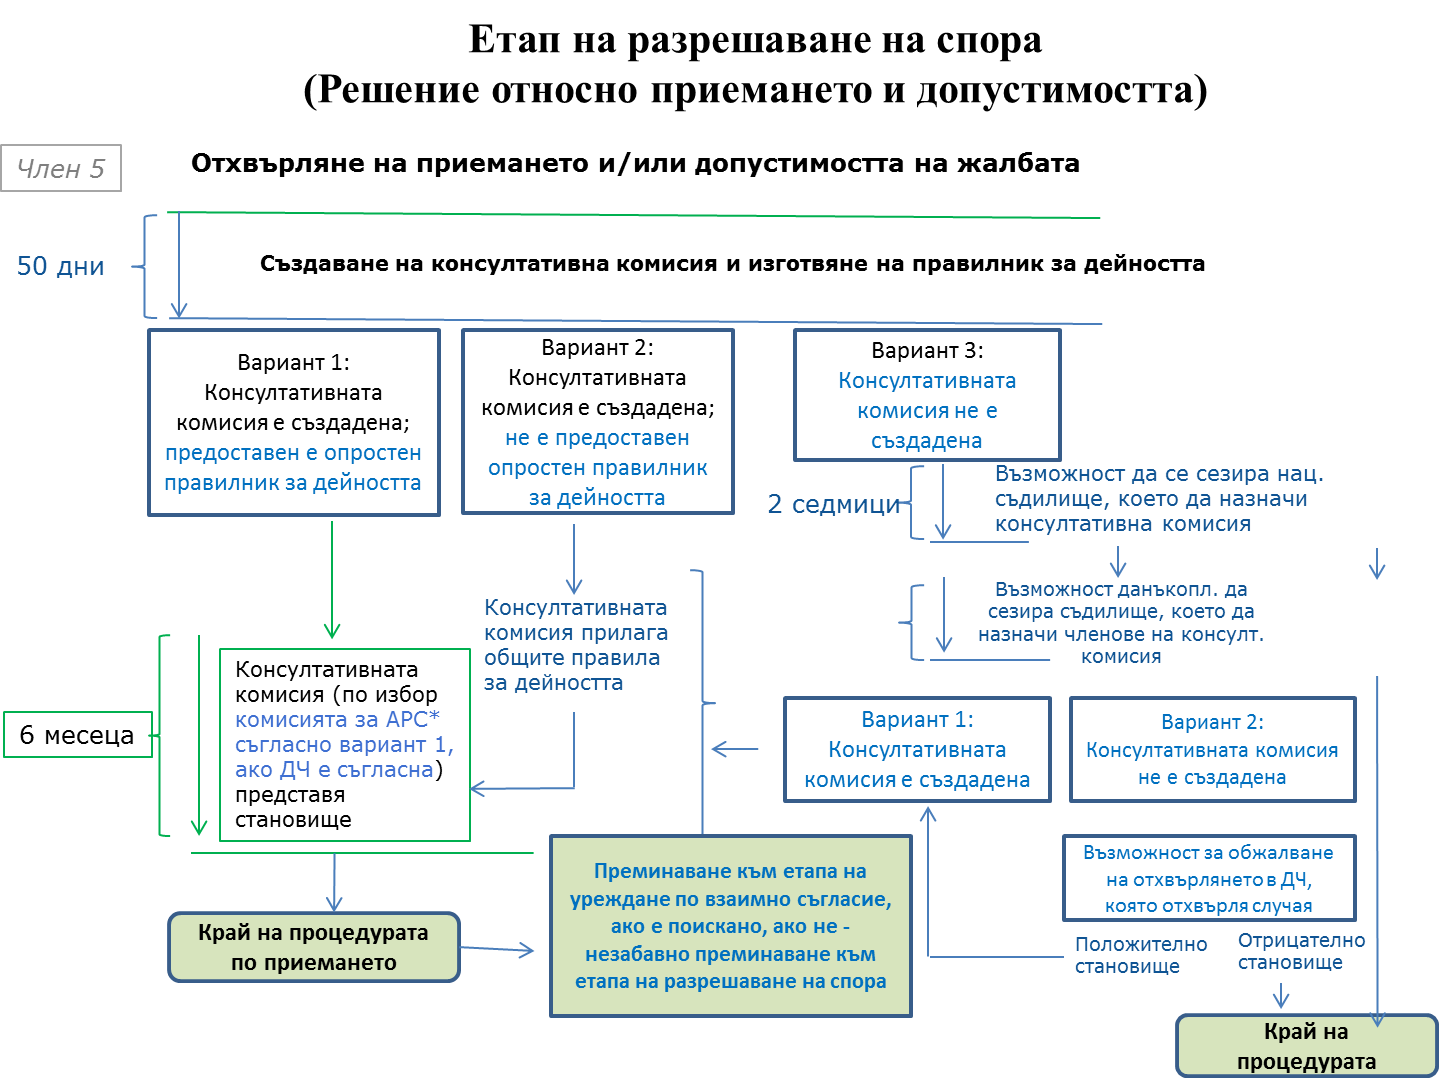 Етап на разрешаване на спора
(Решение относно приемането и допустимостта)
Член 5
Отхвърляне на приемането и/или допустимостта на жалбата
50 дни
Създаване на консултативна комисия и изготвяне на правилник за дейността
Вариант 1:
Консултативната
комисия е създадена;
предоставен е опростен
правилник за дейността
Вариант 2:
Консултативната
комисия е създадена;
не е предоставен
опростен правилник
за дейността
Вариант 3:
Консултативната
комисия не е
създадена
2 седмици
Възможност да се сезира нац.
съдилище, което да назначи
консултативна комисия
Възможност данъкопл. да
сезира съдилище, което да
назначи членове на консулт.
комисия
Консултативната
комисия прилага
общите правила
за дейността
6 месеца
Консултативната
комисия (по избор
комисията за АРС*
съгласно вариант 1,
ако ДЧ е съгласна)
представя
становище
Вариант 1:
Консултативната
комисия е създадена
Вариант 2:
Консултативната комисия
не е създадена
Възможност за обжалване
на отхвърлянето в ДЧ,
която отхвърля случая
Положително
становище
Отрицателно
становище
Край на процедурата
по приемането
Преминаване към етапа на
уреждане по взаимно съгласие,
ако е поискано, ако не -
незабавно преминаване към
етапа на разрешаване на спора
Край на
процедурата